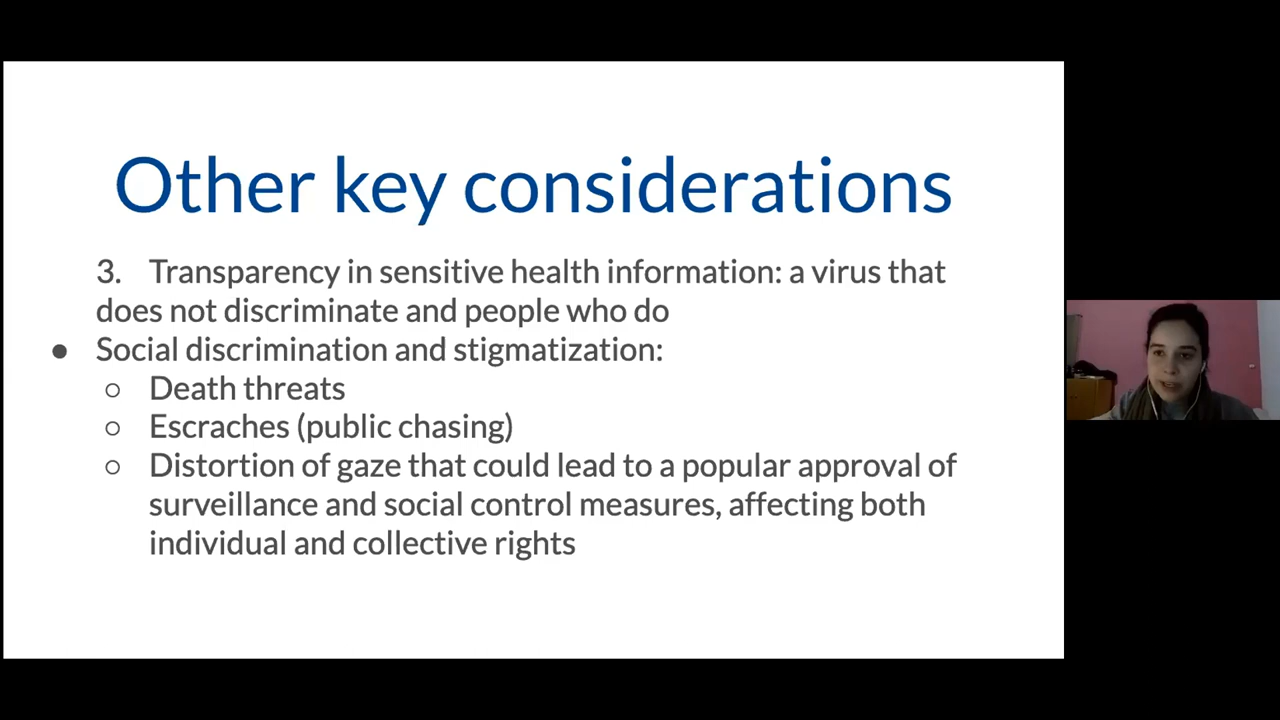 Other key considerations
3. Transparency in sensitive health information: a virus that
does not discriminate and people who do
● Social discrimination and stigmatization:
○ Death threats
○ Escraches (public chasing)
○ Distortion of gaze that could lead to a popular approval of
surveillance and social control measures, affecting both
individual and collective rights